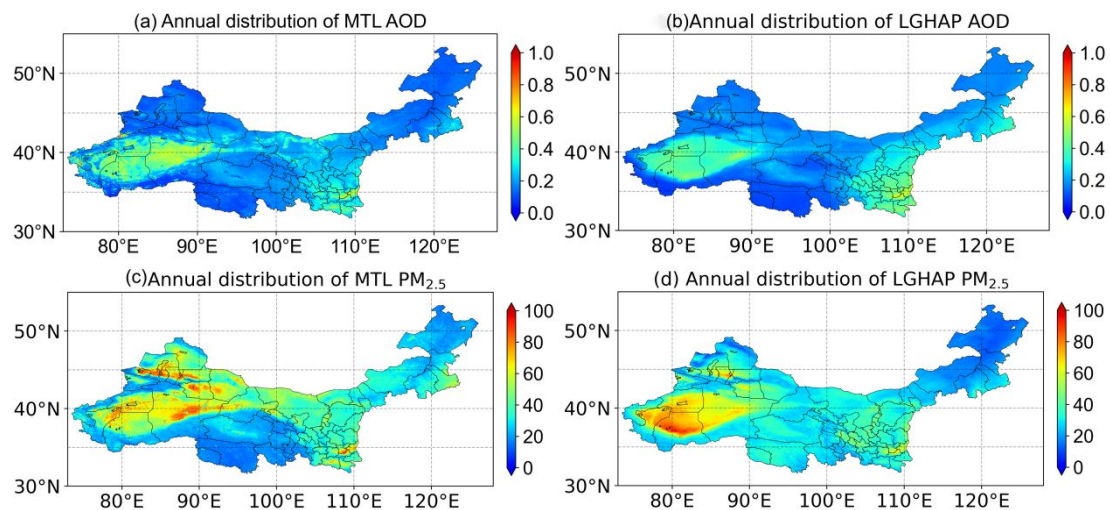 (a) Annual distribution of MTL AOD
50°N
40°N
30°N
80°E 90°E 100°E 110°E 120°E
1.0
0.8
0.6
0.4
0.2
0.0
(b)Annual distribution of LGHAP AOD
50°N
40°N
30°N
80°E 90°E 100°E 110°E 120°E
1.0
0.8
0.6
0.4
0.2
0.0
(c)Annual distribution of MTL PM2.5
50°N
40°N
30°N
80°E 90°E 100°E 110°E 120°E
100
80
60
40
20
0
(d) Annual distribution of LGHAP PM2.5
50°N
40°N
30°N
80°E 90°E 100°E 110°E 120°E
100
80
60
40
20
0